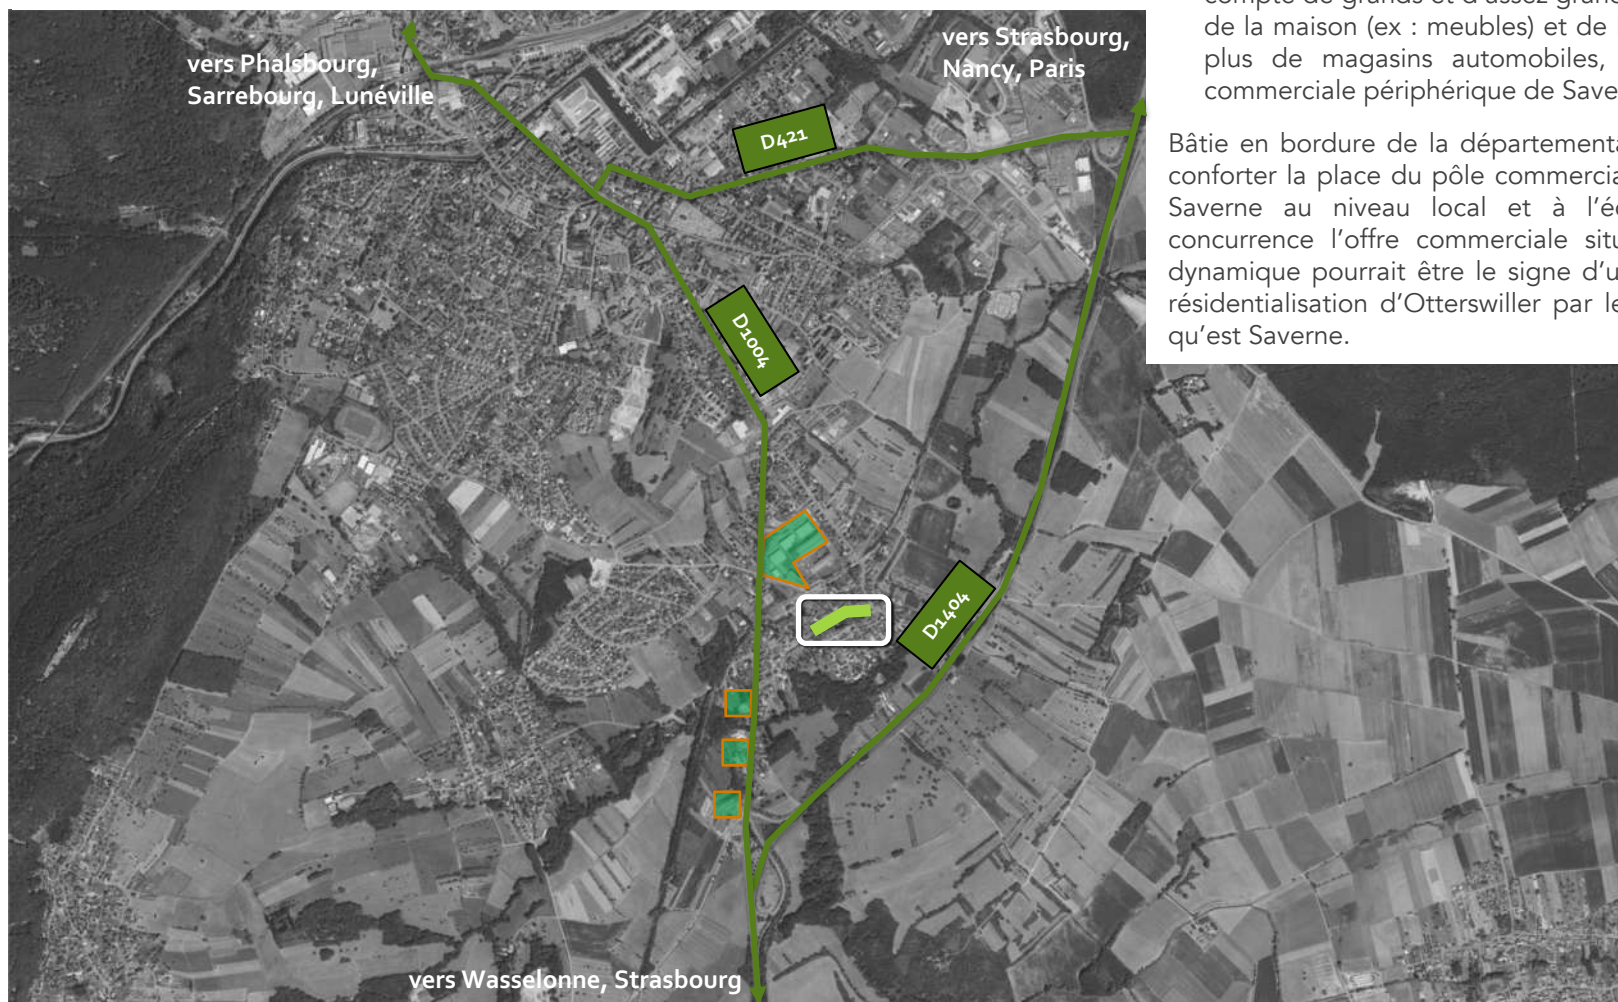 vers Phalsbourg,
Sarrebourg, Lunéville
vers Strasbourg,
Nancy, Paris
D421
D1004
D1404
vers Wasselonne, Strasbourg
de la maison (ex : meubles) et de
plus de magasins automobiles,
commerciale périphérique de Save
Bâtie en bordure de la départementa
conforter la place du pôle commercia
Saverne au niveau local et à l'é
concurrence l'offre commerciale situ
dynamique pourrait être le signe d'u
résidentialisation d'Otterswiller par le
qu'est Saverne.